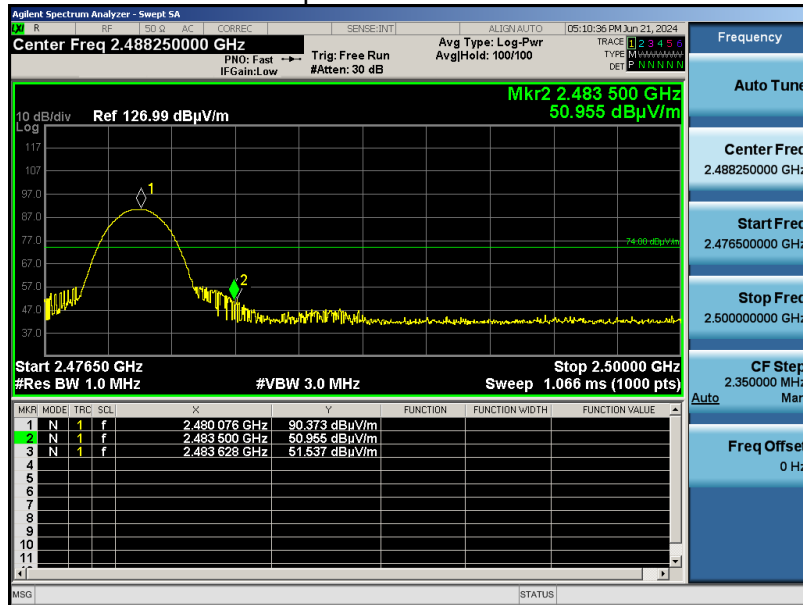 Agilent Spectrum Analyzer - Swept SA
LXI R RF 50 Ω AC CORREC SENSE:INT ALIGN AUTO 05:10:36 PM Jun 21, 2024
Center Freq 2.488250000 GHz
PNO: Fast
IFGain:Low
Trig: Free Run
#Atten: 30 dB
Avg Type: Log-Pwr
Avg|Hold: 100/100
TRACE 1 2 3 4 5 6
TYPE M
DET P N N N N N
Mkr2 2.483 500 GHz
50.955 dBμV/m
10 dB/div Ref 126.99 dBμV/m
Log
117
107
97.0
87.0
77.0
67.0
57.0
47.0
37.0
1
2
74.00 dBμV/m
Start 2.47650 GHz Stop 2.50000 GHz
#Res BW 1.0 MHz #VBW 3.0 MHz Sweep 1.066 ms (1000 pts)
MKR MODE TRC SCL X Y FUNCTION FUNCTION WIDTH FUNCTION VALUE
1 N 1 f 2.480 076 GHz 90.373 dBμV/m
2 N 1 f 2.483 500 GHz 50.955 dBμV/m
3 N 1 f 2.483 628 GHz 51.537 dBμV/m
4
5
6
7
8
9
10
11
MSG STATUS
Frequency
Auto Tune
Center Freq
2.488250000 GHz
Start Freq
2.476500000 GHz
Stop Freq
2.500000000 GHz
CF Step
2.350000 MHz
Auto Man
Freq Offset
0 Hz